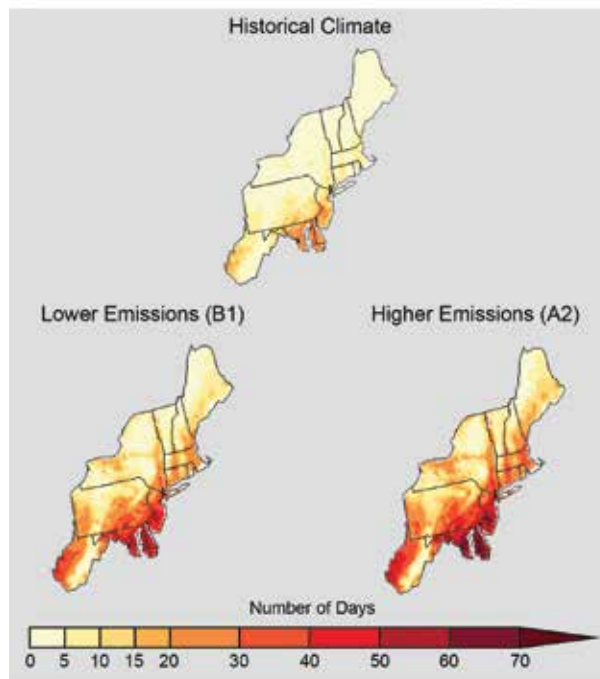 Historical Climate
Lower Emissions (B1) Higher Emissions (A2)
Number of Days
0 5 10 15 20 30 40 50 60 70